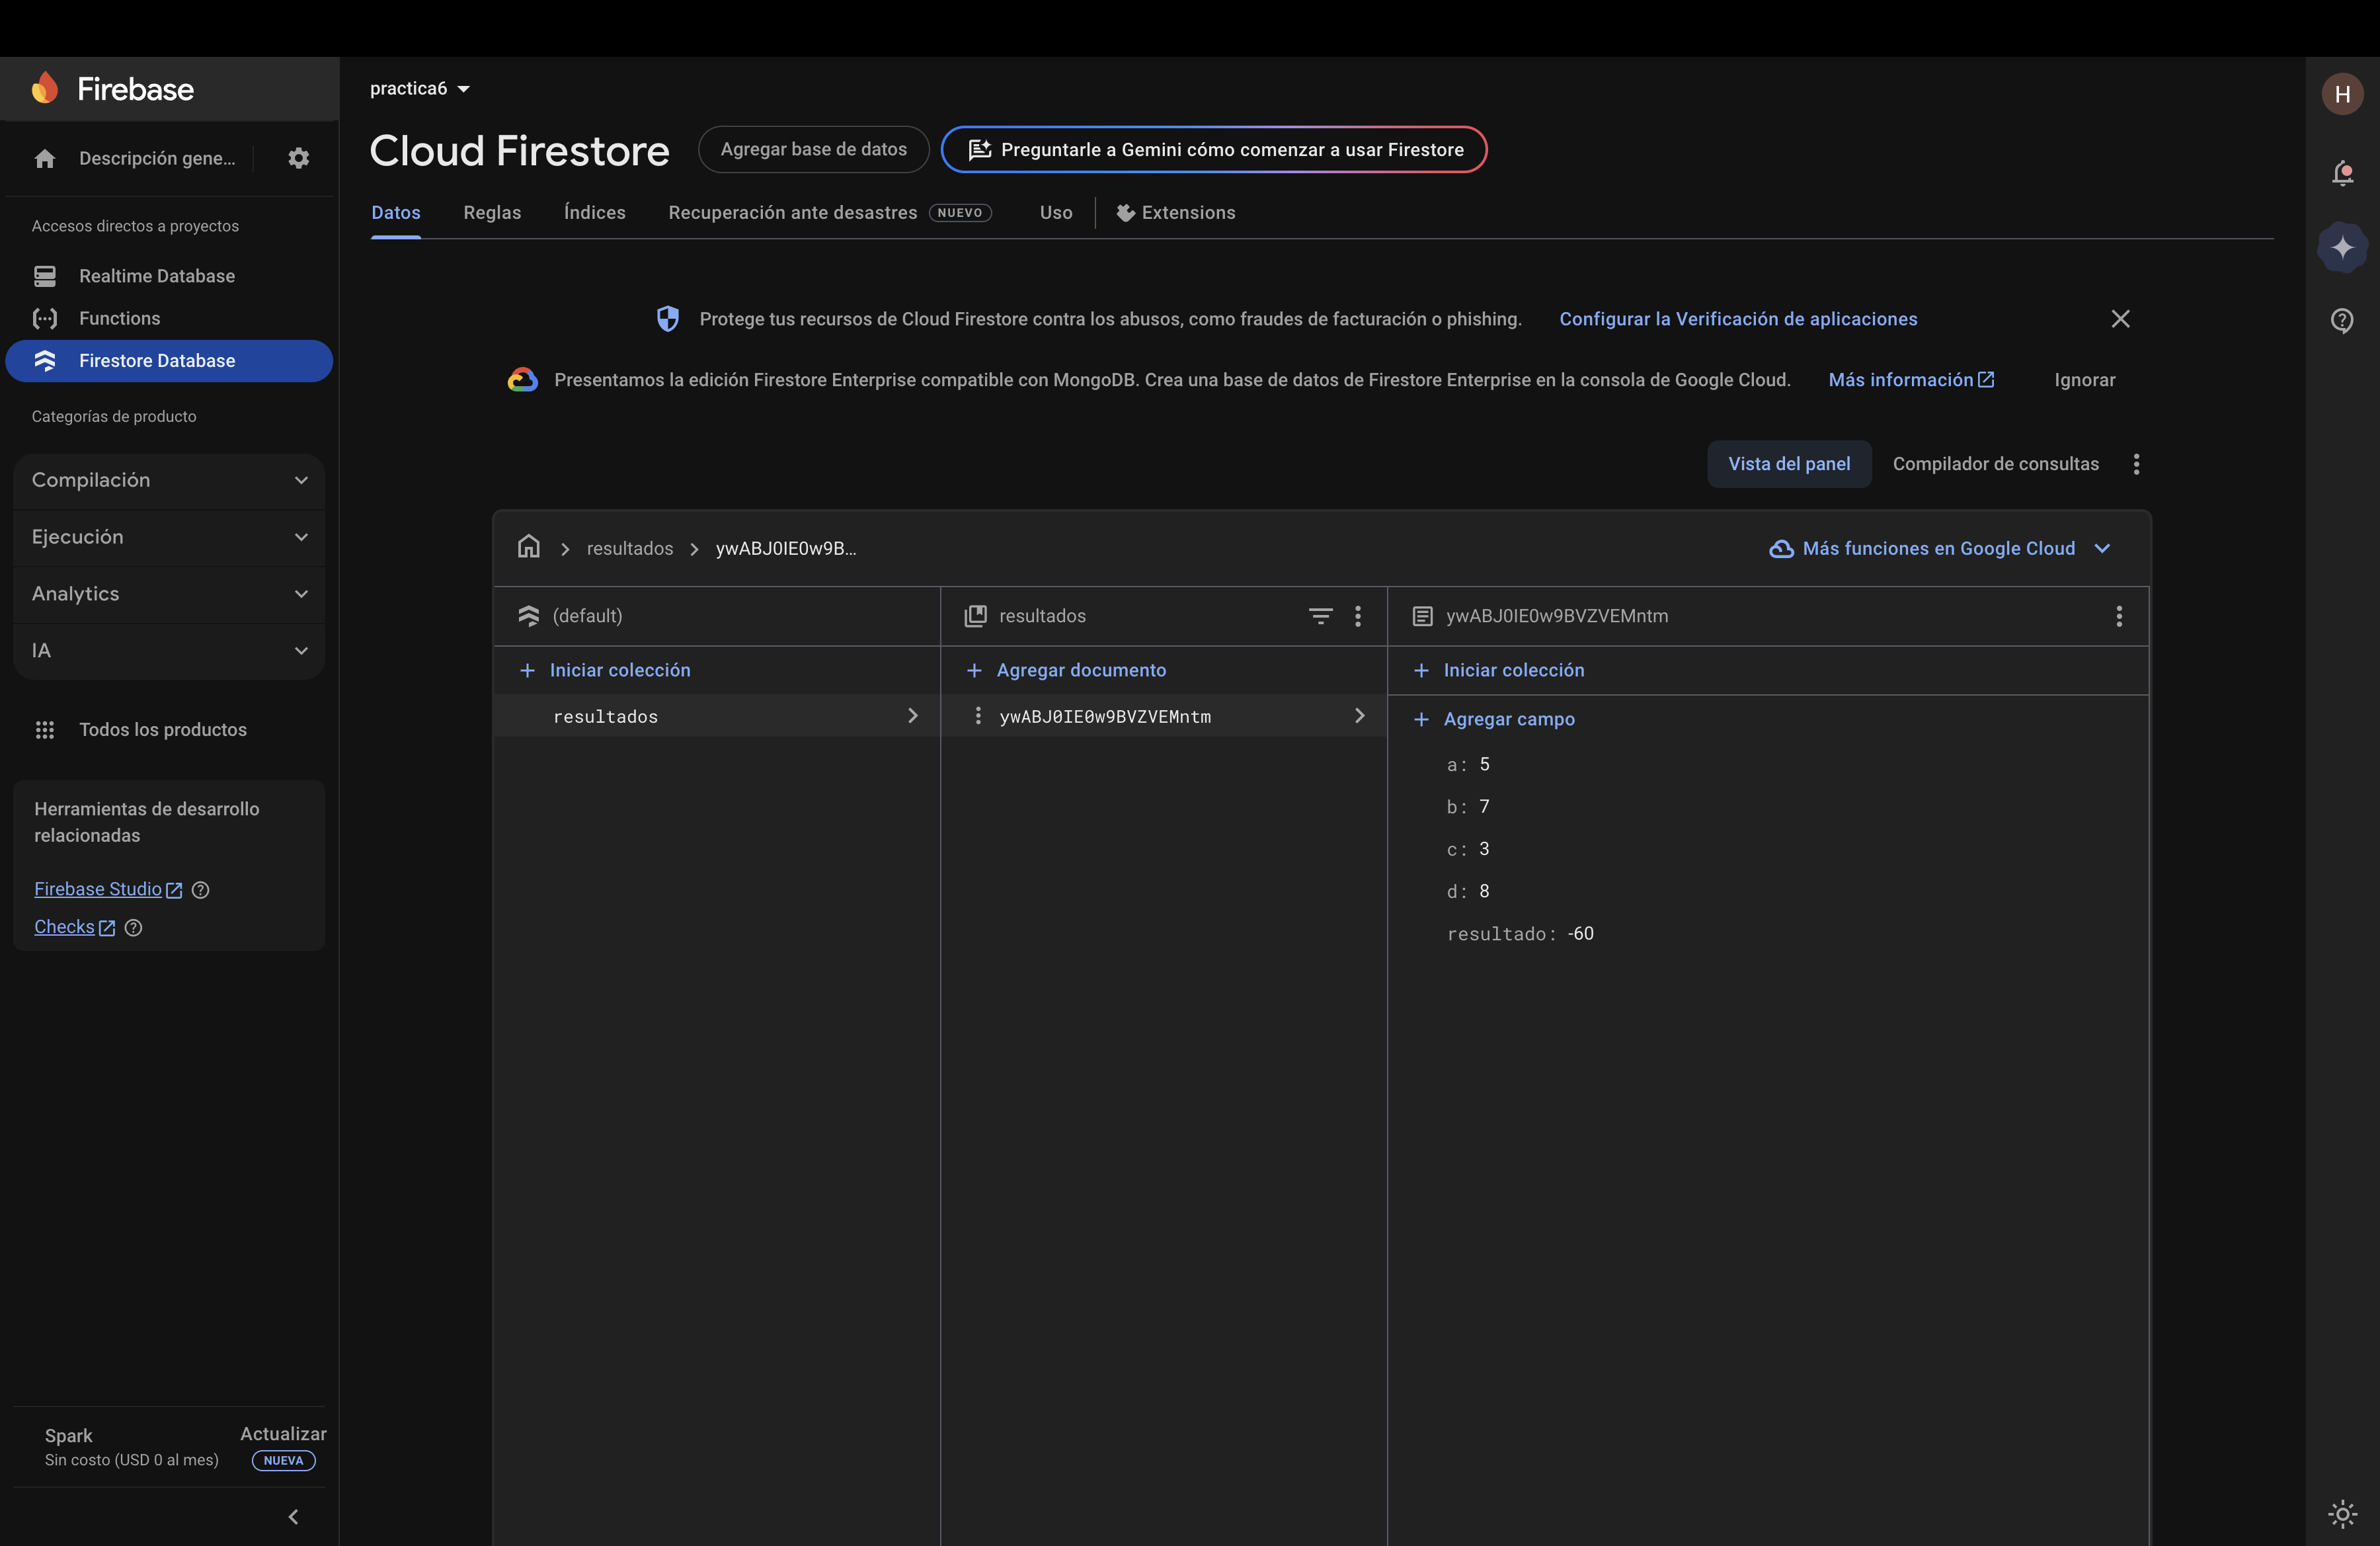 Firebase
practica6
H
Cloud Firestore
Agregar base de datos
Preguntarle a Gemini cómo comenzar a usar Firestore
Descripción gene...
Datos
Reglas
Índices
Recuperación ante desastres NUEVO
Uso
Extensions
Accesos directos a proyectos
Realtime Database
Functions
Firestore Database
Categorías de producto
Compilación
Ejecución
Analytics
IA
Todos los productos
Herramientas de desarrollo
relacionadas
Firebase Studio
Checks
Spark
Sin costo (USD 0 al mes)
Actualizar
NUEVA
Protege tus recursos de Cloud Firestore contra los abusos, como fraudes de facturación o phishing. Configurar la Verificación de aplicaciones
Presentamos la edición Firestore Enterprise compatible con MongoDB. Crea una base de datos de Firestore Enterprise en la consola de Google Cloud. Más información Ignorar
Vista del panel
Compilador de consultas
resultados
ywABJ0IE0w9B...
Más funciones en Google Cloud
(default)
+ Iniciar colección
resultados
resultados
+ Agregar documento
ywABJ0IE0w9BVZVEMntm
ywABJ0IE0w9BVZVEMntm
+ Iniciar colección
+ Agregar campo
a: 5
b: 7
c: 3
d: 8
resultado: -60